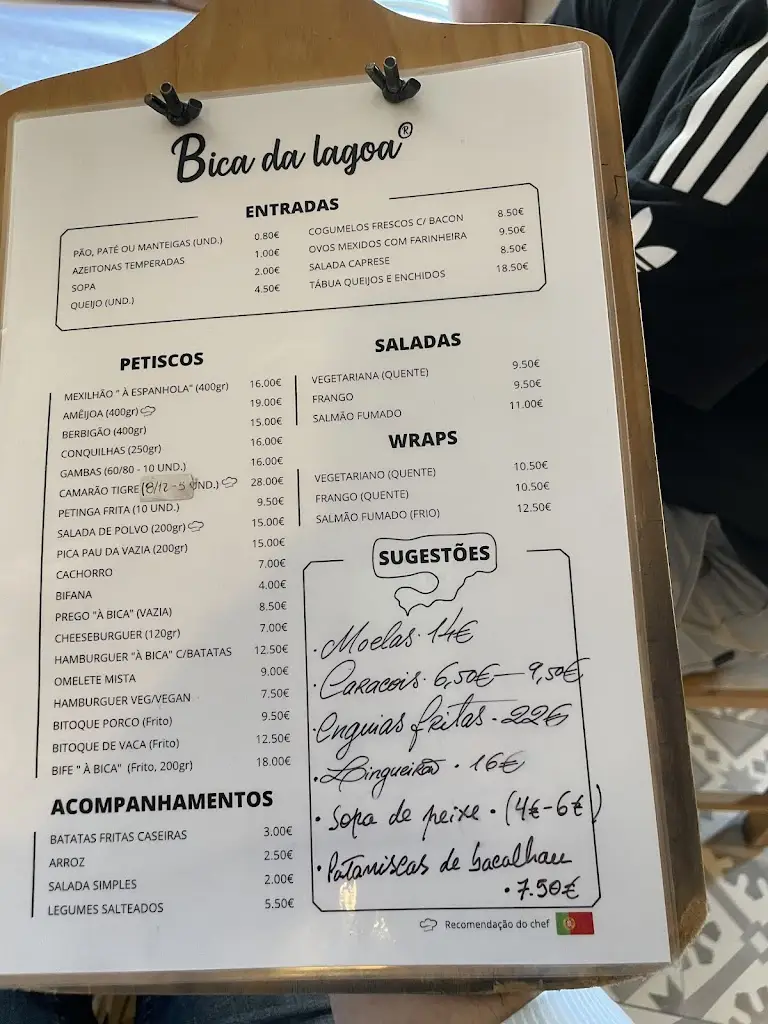 Bica da lagoa®
ENTRADAS
PÃO, PATÉ OU MANTEIGAS (UND.) 0.80€
AZEITONAS TEMPERADAS 1.00€
SOPA 2.00€
QUEIJO (UND.) 4.50€
COGUMELOS FRESCOS C/ BACON 8.50€
OVOS MEXIDOS COM FARINHEIRA 9.50€
SALADA CAPRESE 8.50€
TÁBUA QUEIJOS E ENCHIDOS 18.50€
PETISCOS
MEXILHÃO " À ESPANHOLA" (400gr) 16.00€
AMÊIJOA (400gr) 19.00€
BERBIGÃO (400gr) 15.00€
CONQUILHAS (250gr) 16.00€
GAMBAS (60/80 - 10 UND.) 16.00€
CAMARÃO TIGRE (8/12 - 5 UND.) 28.00€
PETINGA FRITA (10 UND.) 9.50€
SALADA DE POLVO (200gr) 15.00€
PICA PAU DA VAZIA (200gr) 15.00€
CACHORRO 7.00€
BIFANA 4.00€
PREGO "À BICA" (VAZIA) 8.50€
CHEESEBURGUER (120gr) 7.00€
HAMBURGUER "À BICA" C/BATATAS 12.50€
OMELETE MISTA 9.00€
HAMBURGUER VEG/VEGAN 7.50€
BITOQUE PORCO (Frito) 9.50€
BITOQUE DE VACA (Frito) 12.50€
BIFE " À BICA" (Frito, 200gr) 18.00€
ACOMPANHAMENTOS
BATATAS FRITAS CASEIRAS 3.00€
ARROZ 2.50€
SALADA SIMPLES 2.00€
LEGUMES SALTEADOS 5.50€
SALADAS
VEGETARIANA (QUENTE) 9.50€
FRANGO 9.50€
SALMÃO FUMADO 11.00€
WRAPS
VEGETARIANO (QUENTE) 10.50€
FRANGO (QUENTE) 10.50€
SALMÃO FUMADO (FRIO) 12.50€
SUGESTÕES
• Moelas • 14€
• Caracois • 6,50€ — 9,50€
Enguias fritas - 22€
• Lingueirão • 16€
• Sopa de peixe • (4€-6€)
• Pataniscas de bacalhau
• 7.50€
Recomendação do chef